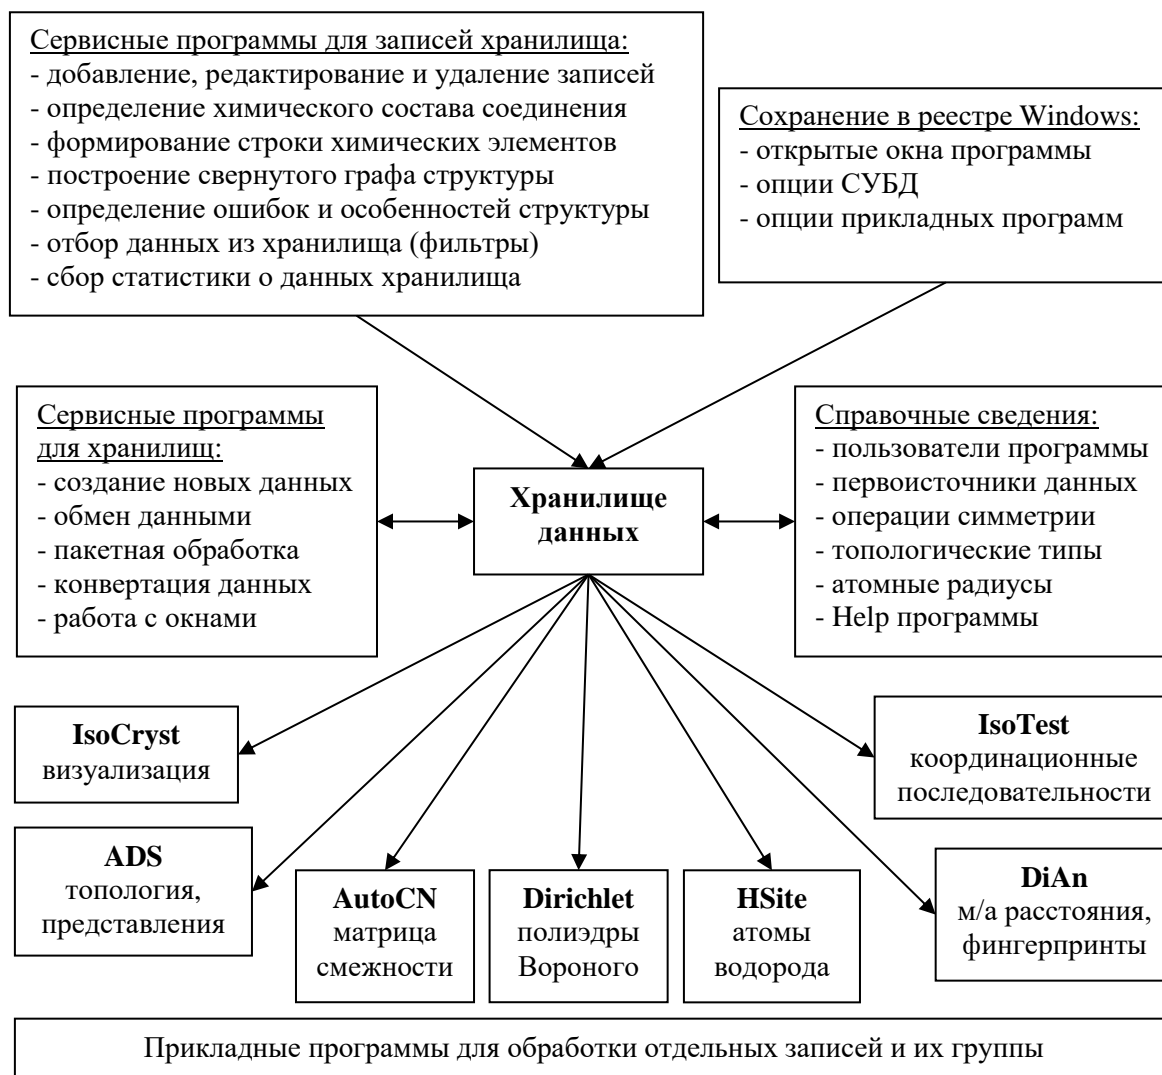 Сервисные программы для записей хранилища:
- добавление, редактирование и удаление записей
- определение химического состава соединения
- формирование строки химических элементов
- построение свернутого графа структуры
- определение ошибок и особенностей структуры
- отбор данных из хранилища (фильтры)
- сбор статистики о данных хранилища
Сохранение в реестре Windows:
- открытые окна программы
- опции СУБД
- опции прикладных программ
Сервисные программы
для хранилищ:
- создание новых данных
- обмен данными
- пакетная обработка
- конвертация данных
- работа с окнами
Хранилище
данных
Справочные сведения:
- пользователи программы
- первоисточники данных
- операции симметрии
- топологические типы
- атомные радиусы
- Help программы
IsoCryst
визуализация
IsoTest
координационные
последовательности
ADS
топология,
представления
AutoCN
матрица
смежности
Dirichlet
полиэдры
Вороного
HSite
атомы
водорода
DiAn
м/а расстояния,
фингерпринты
Прикладные программы для обработки отдельных записей и их группы